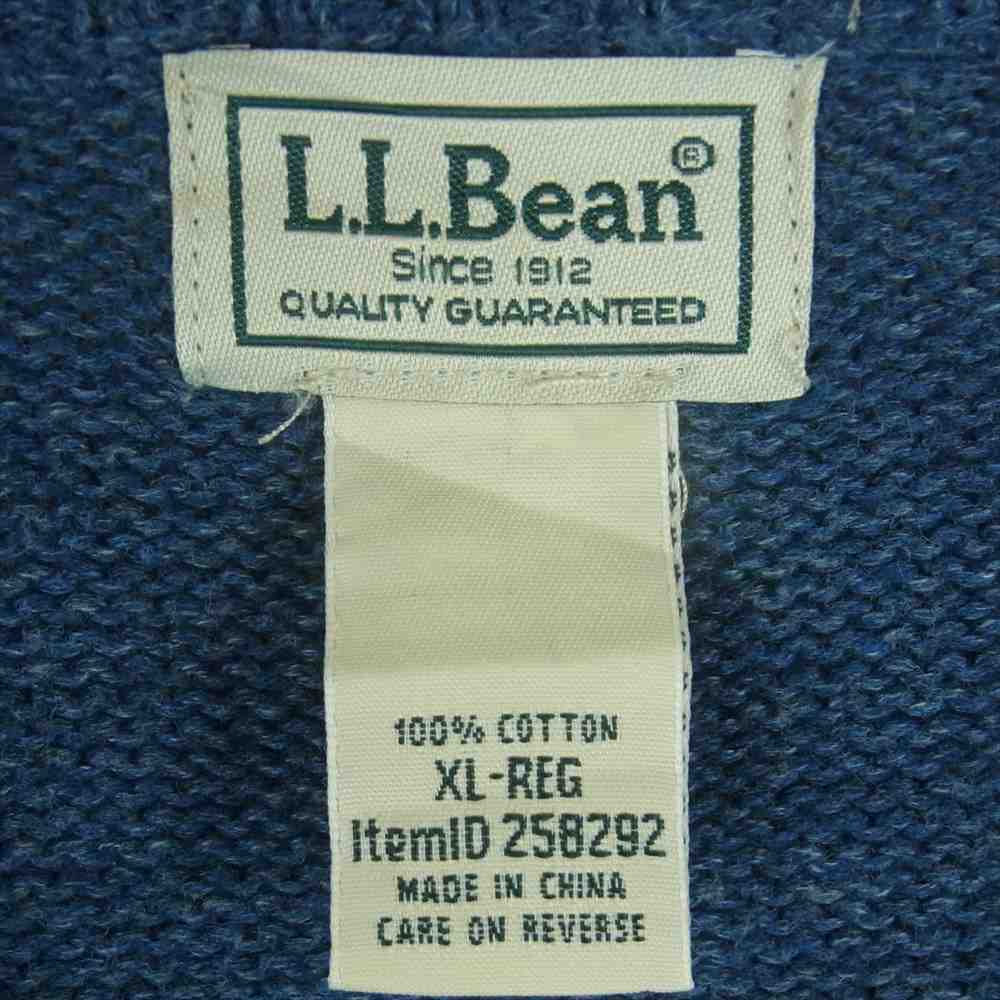 L.L.Bean®
Since 1912
QUALITY GUARANTEED
100% COTTON
XL-REG
ItemID 258292
MADE IN CHINA
CARE ON REVERSE